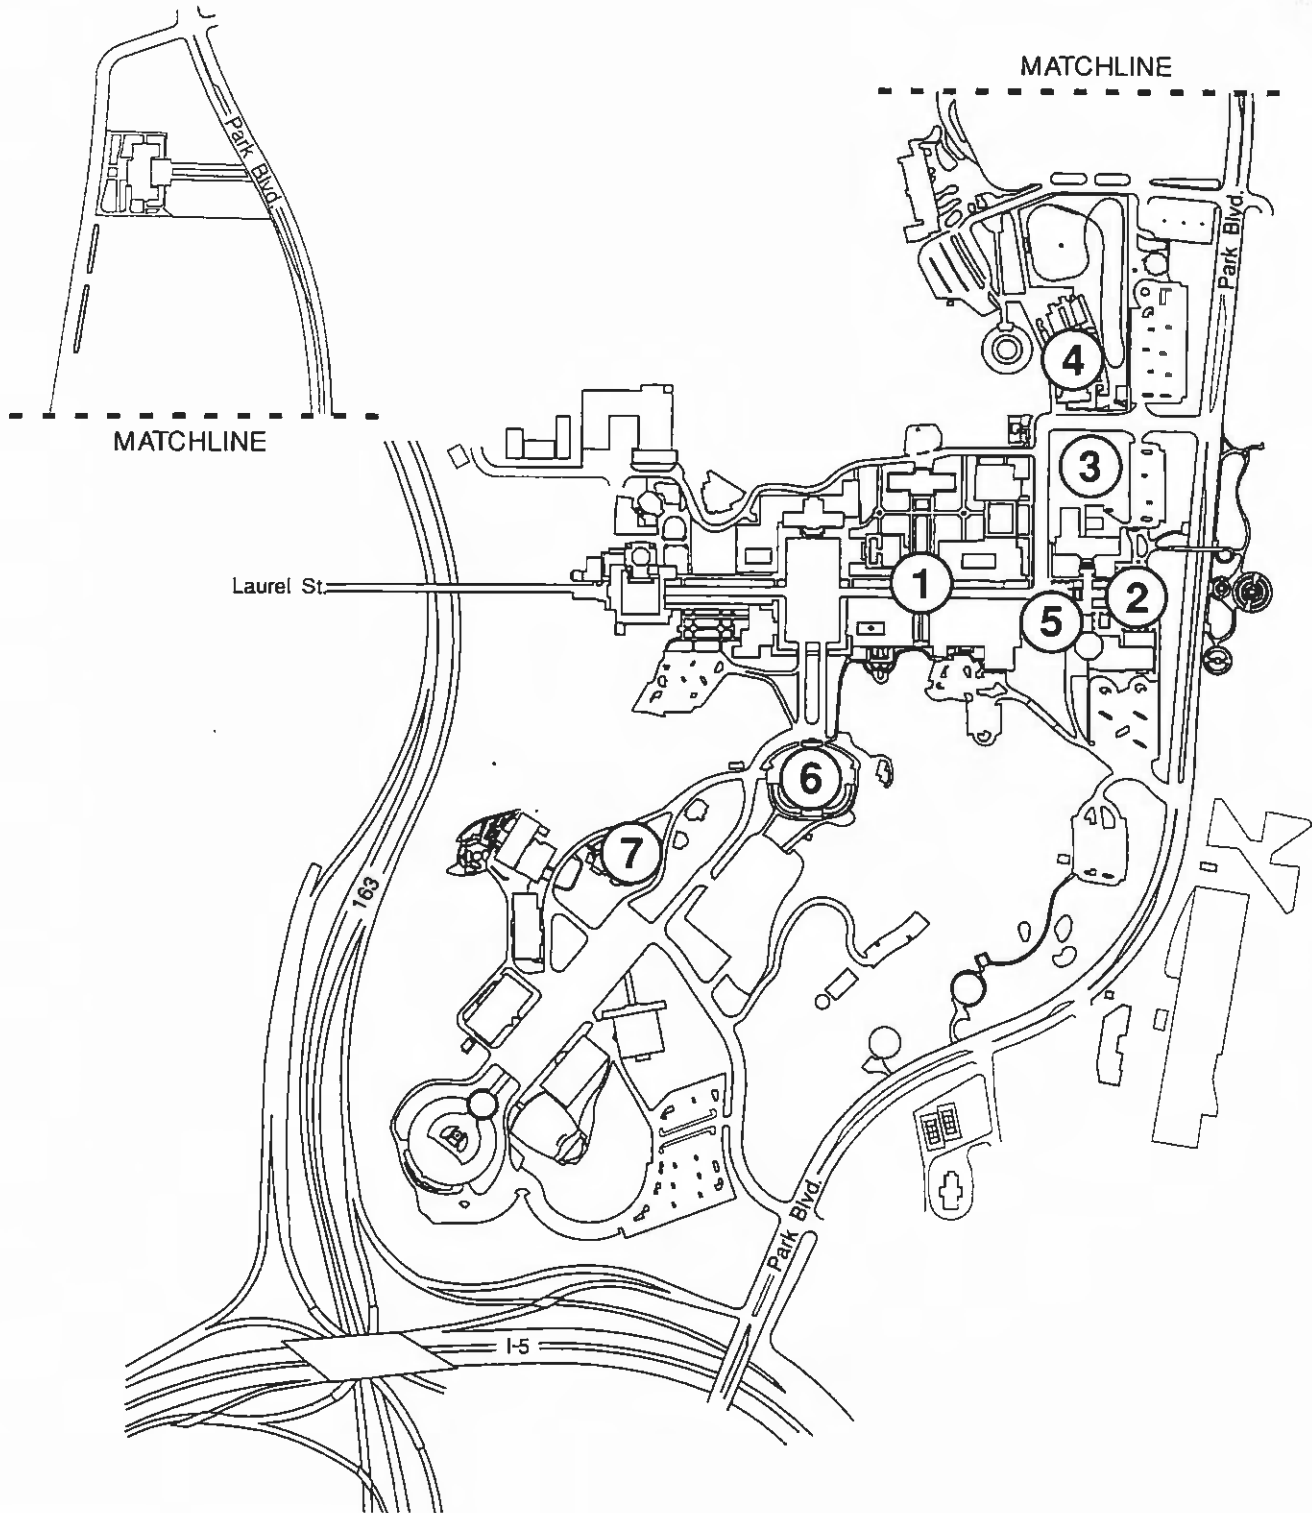 MATCHLINE
Park Blvd.
Park Blvd.
MATCHLINE
4
3
Laurel St.
1
2
5
6
7
163
Park Blvd.
I-5